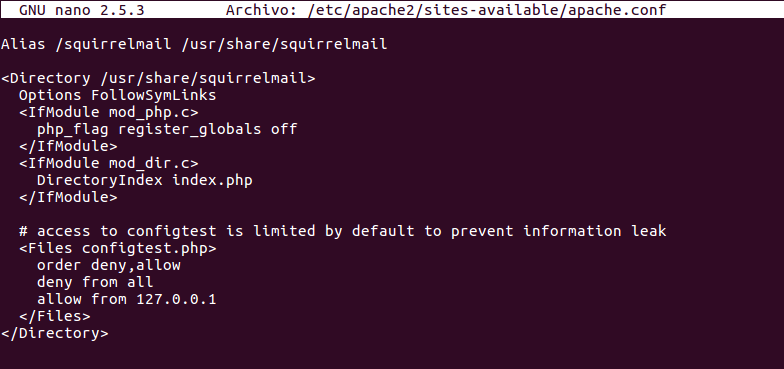 GNU nano 2.5.3 Archivo: /etc/apache2/sites-available/apache.conf
Alias /squirrelmail /usr/share/squirrelmail
<Directory /usr/share/squirrelmail>
  Options FollowSymLinks
  <IfModule mod_php.c>
    php_flag register_globals off
  </IfModule>
  <IfModule mod_dir.c>
    DirectoryIndex index.php
  </IfModule>
  # access to configtest is limited by default to prevent information leak
  <Files configtest.php>
    order deny,allow
    deny from all
    allow from 127.0.0.1
  </Files>
</Directory>